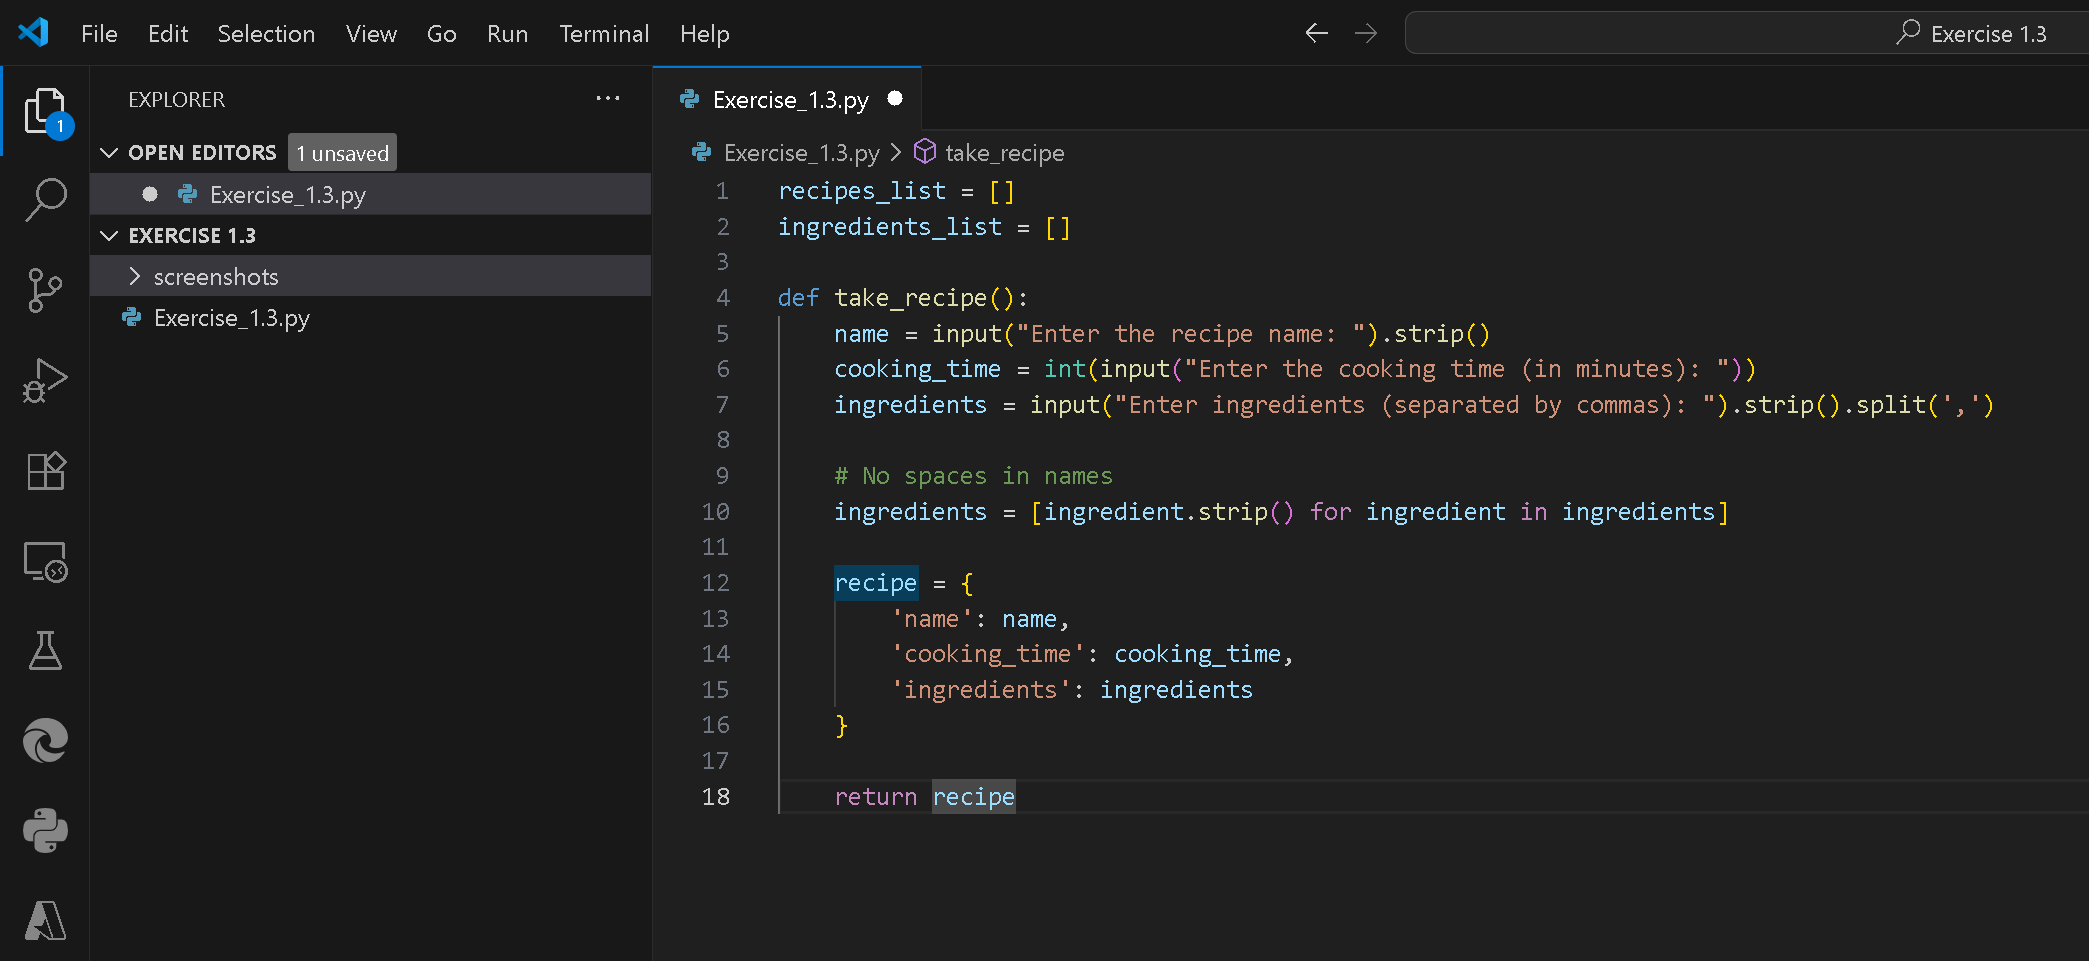 File Edit Selection View Go Run Terminal Help
Exercise 1.3
EXPLORER ...
1
OPEN EDITORS 1 unsaved
Exercise_1.3.py
EXERCISE 1.3
screenshots
Exercise_1.3.py
Exercise_1.3.py
Exercise_1.3.py > take_recipe
1 recipes_list = []
2 ingredients_list = []
3
4 def take_recipe():
5     name = input("Enter the recipe name: ").strip()
6     cooking_time = int(input("Enter the cooking time (in minutes): "))
7     ingredients = input("Enter ingredients (separated by commas): ").strip().split(',')
8
9     # No spaces in names
10     ingredients = [ingredient.strip() for ingredient in ingredients]
11
12     recipe = {
13         'name': name,
14         'cooking_time': cooking_time,
15         'ingredients': ingredients
16     }
17
18     return recipe